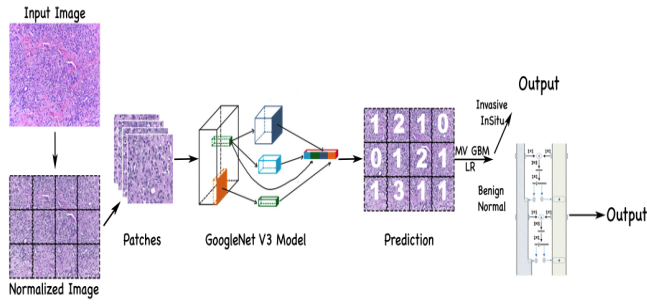 Input Image
Normalized Image
Patches
GoogleNet V3 Model
1 2 1 0
0 1 2 1
1 3 1 1
Prediction
MV GBM
LR
Invasive
InSitu
Benign
Normal
Output
Output